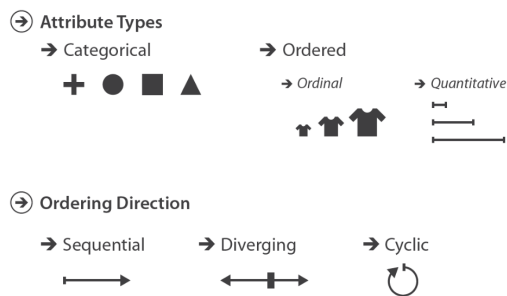 Attribute Types
Categorical
Ordered
Ordinal
Quantitative
Ordering Direction
Sequential
Diverging
Cyclic